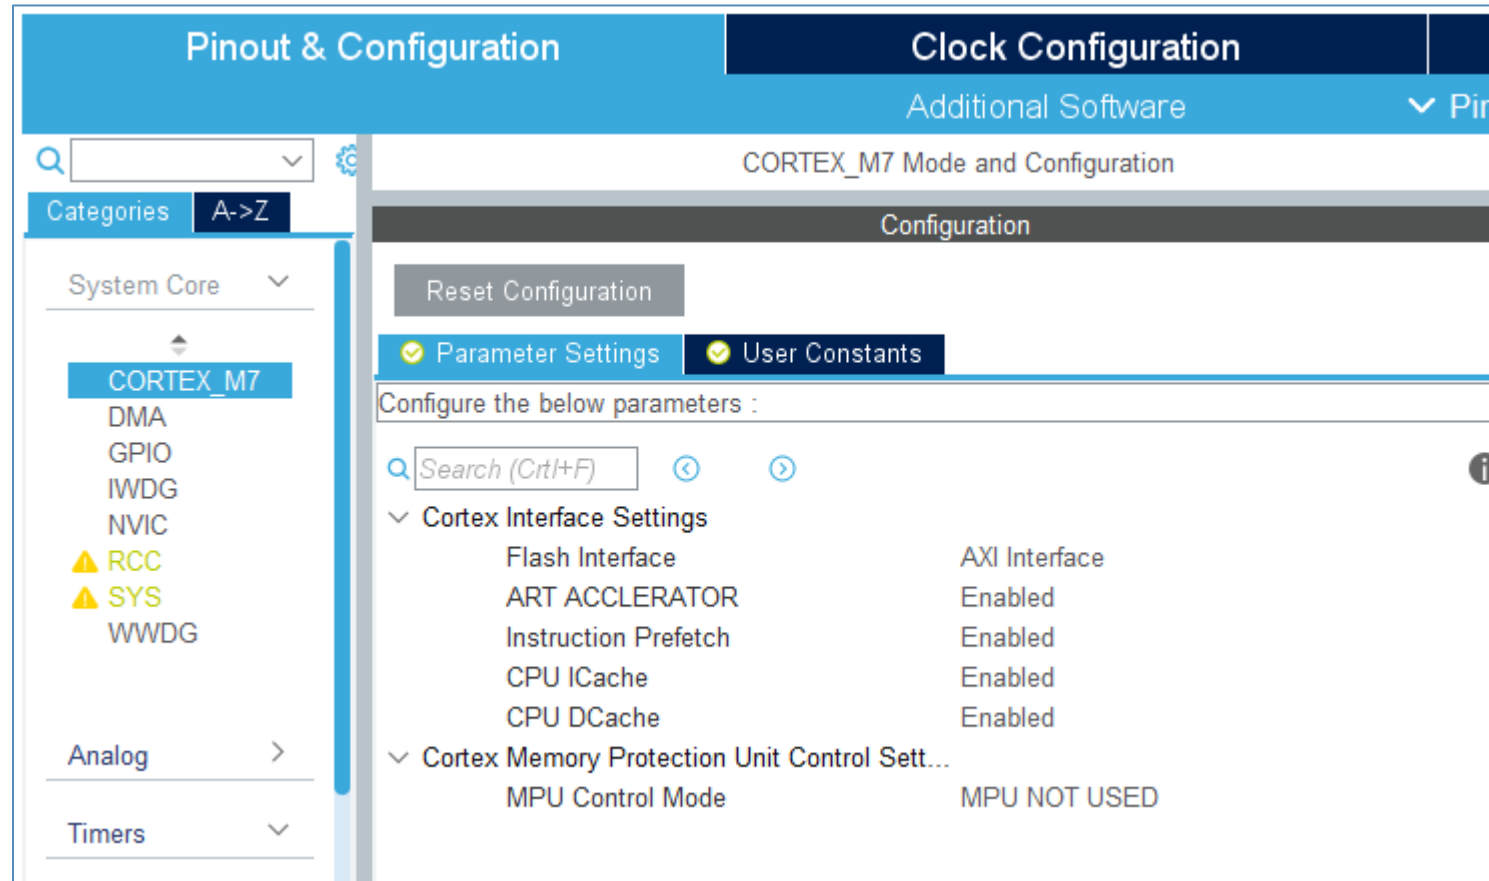 Pinout & Configuration
Clock Configuration
Additional Software
Pin
CORTEX_M7 Mode and Configuration
Categories
A->Z
Configuration
System Core
Reset Configuration
Parameter Settings
User Constants
CORTEX_M7
Configure the below parameters :
DMA
GPIO
Search (Crtl+F)
IWDG
Cortex Interface Settings
NVIC
Flash Interface
AXI Interface
RCC
ART ACCLERATOR
Enabled
SYS
Instruction Prefetch
Enabled
WWDG
CPU ICache
Enabled
CPU DCache
Enabled
Analog
Cortex Memory Protection Unit Control Sett...
MPU Control Mode
MPU NOT USED
Timers